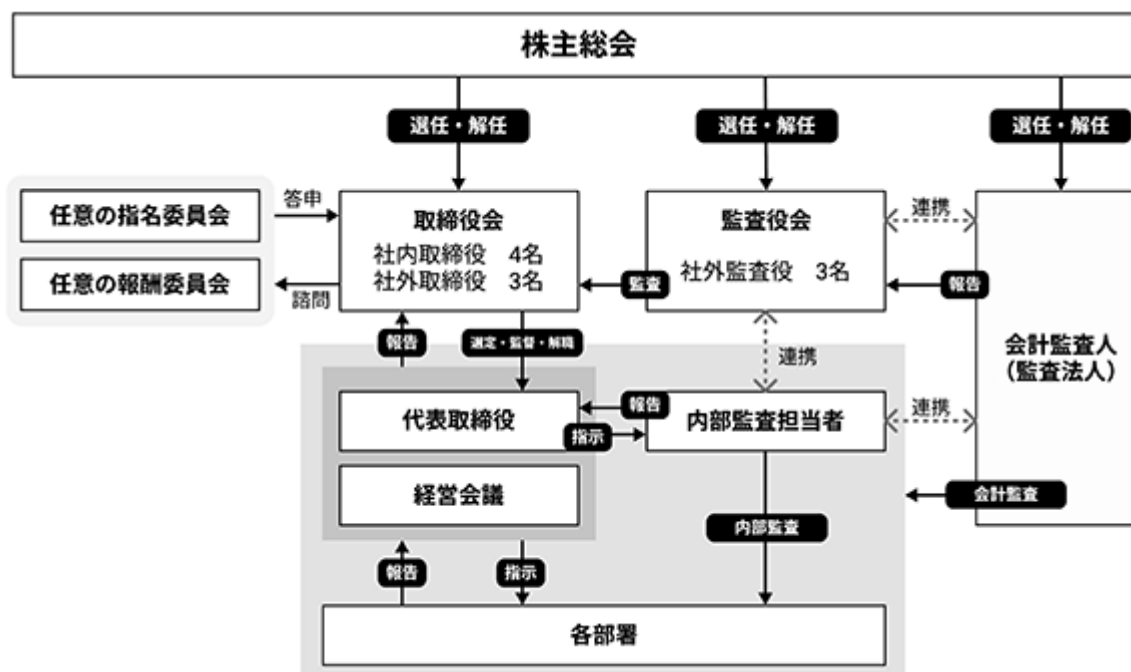 株主総会
選任・解任
選任・解任
選任・解任
任意の指名委員会
任意の報酬委員会
答申
諮問
取締役会
社内取締役 4名
社外取締役 3名
監査
監査役会
社外監査役 3名
連携
報告
会計監査人
(監査法人)
報告
選定・監督・解職
連携
代表取締役
報告
指示
内部監査担当者
連携
経営会議
会計監査
内部監査
報告
指示
各部署